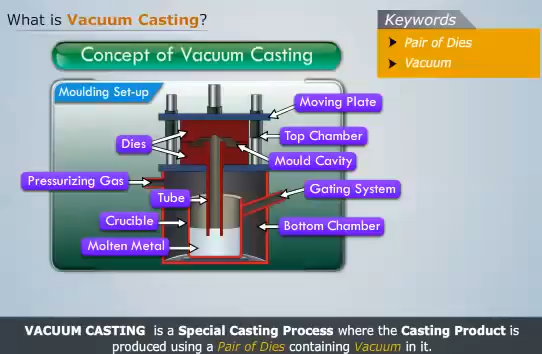 What is Vacuum Casting?
Keywords
Pair of Dies
Vacuum
Concept of Vacuum Casting
Moulding Set-up
Moving Plate
Top Chamber
Dies
Mould Cavity
Pressurizing Gas
Gating System
Tube
Crucible
Bottom Chamber
Molten Metal
VACUUM CASTING is a Special Casting Process where the Casting Product is
produced using a Pair of Dies containing Vacuum in it.